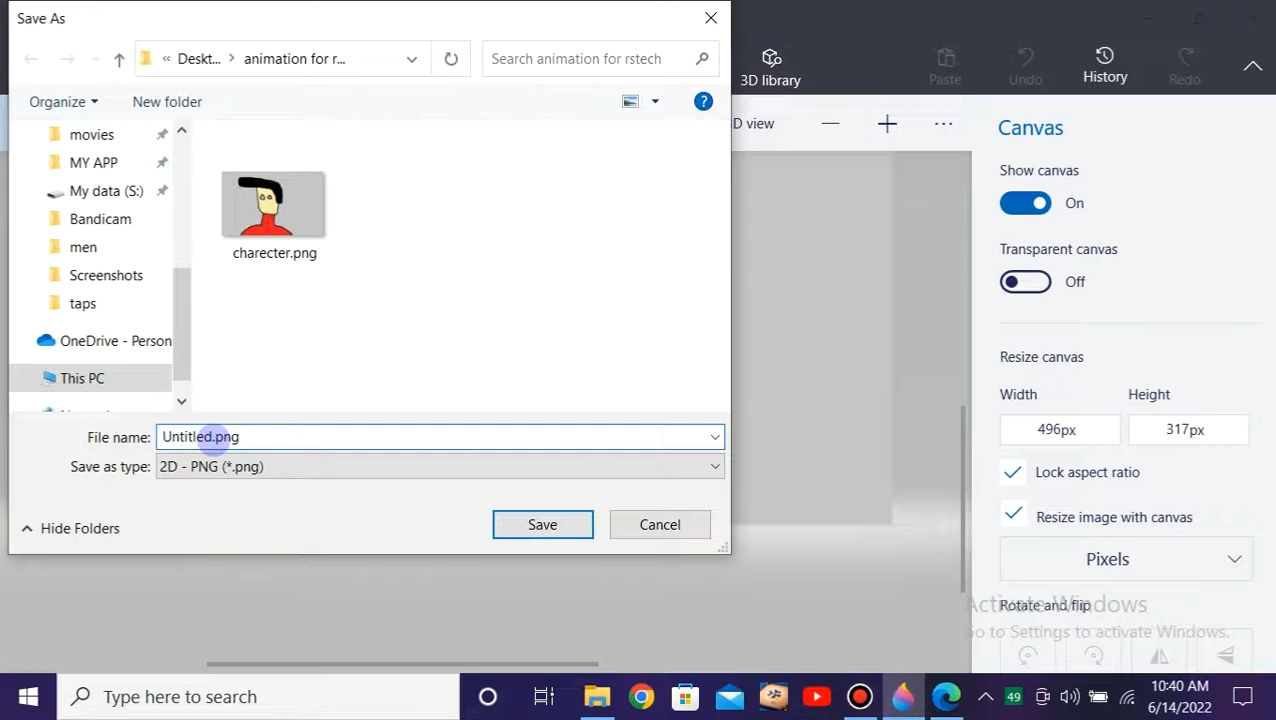 Save As
« Deskt... > animation for r...
Search animation for rstech
3D library
Paste
Undo
History
Redo
Organize
New folder
D view
Canvas
Show canvas
On
Transparent canvas
Off
movies
MY APP
My data (S:)
Bandicam
men
Screenshots
taps
OneDrive - Person
This PC
charecter.png
Resize canvas
Width
Height
496px
317px
Lock aspect ratio
Resize image with canvas
Pixels
Rotate and flip
File name:
Untitled.png
Save as type:
2D - PNG (*.png)
Hide Folders
Save
Cancel
Activate Windows
Go to Settings to activate Windows.
Type here to search
49
10:40 AM
6/14/2022